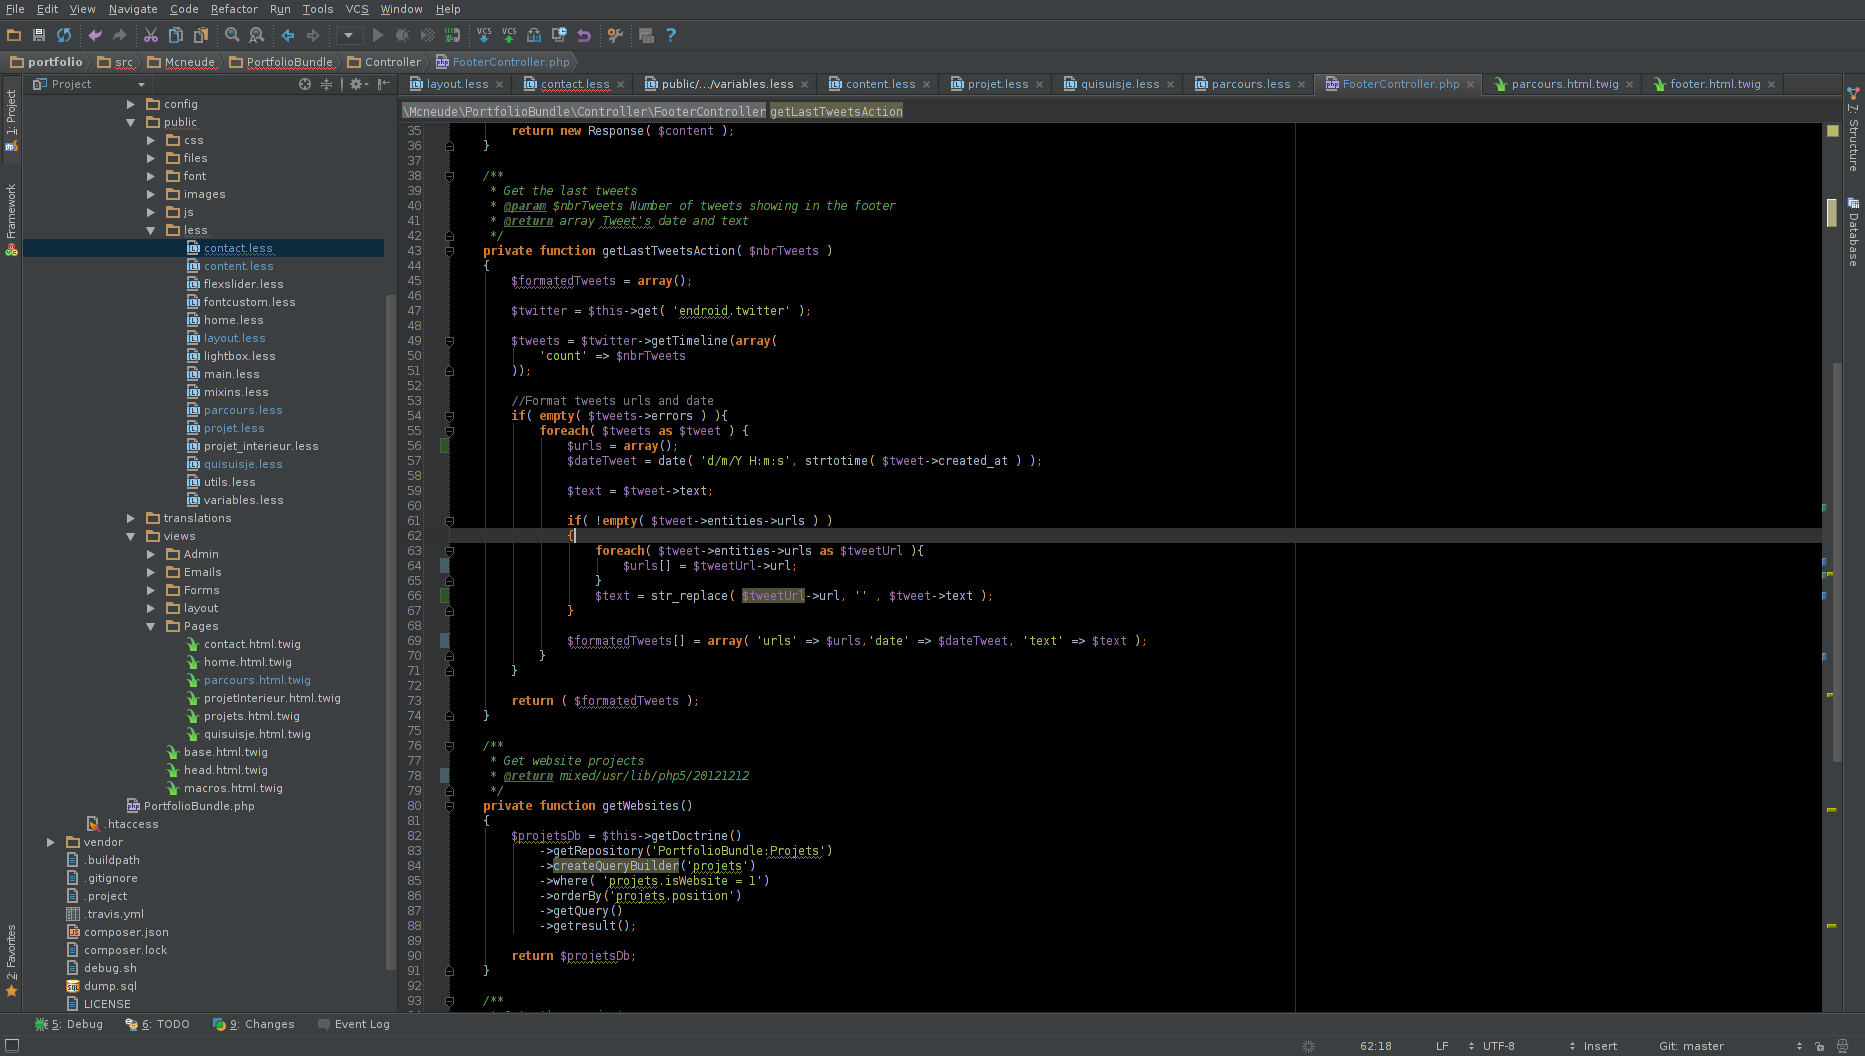 File Edit View Navigate Code Refactor Run Tools VCS Window Help
portfolio src Mcneude PortfolioBundle Controller FooterController.php
Project
layout.less contact.less public/.../variables.less content.less projet.less quisuisje.less parcours.less FooterController.php parcours.html.twig footer.html.twig
\Mcneude\PortfolioBundle\Controller\FooterController getLastTweetsAction
1: Project
Framework
2: Favorites
config
public
css
files
font
images
js
less
contact.less
content.less
flexslider.less
fontcustom.less
home.less
layout.less
lightbox.less
main.less
mixins.less
parcours.less
projet.less
projet_interieur.less
quisuisje.less
utils.less
variables.less
translations
views
Admin
Emails
Forms
layout
Pages
contact.html.twig
home.html.twig
parcours.html.twig
projetInterieur.html.twig
projets.html.twig
quisuisje.html.twig
base.html.twig
head.html.twig
macros.html.twig
PortfolioBundle.php
.htaccess
vendor
.buildpath
.gitignore
.project
.travis.yml
composer.json
composer.lock
debug.sh
dump.sql
LICENSE
35 return new Response( $content );
36 }
37
38 /**
39 * Get the last tweets
40 * @param $nbrTweets Number of tweets showing in the footer
41 * @return array Tweet's date and text
42 */
43 private function getLastTweetsAction( $nbrTweets )
44 {
45 $formatedTweets = array();
46
47 $twitter = $this->get( 'endroid.twitter' );
48
49 $tweets = $twitter->getTimeline(array(
50 'count' => $nbrTweets
51 ));
52
53 //Format tweets urls and date
54 if( empty( $tweets->errors ) ){
55 foreach( $tweets as $tweet ) {
56 $urls = array();
57 $dateTweet = date( 'd/m/Y H:m:s', strtotime( $tweet->created_at ) );
58
59 $text = $tweet->text;
60
61 if( !empty( $tweet->entities->urls ) )
62 {
63 foreach( $tweet->entities->urls as $tweetUrl ){
64 $urls[] = $tweetUrl->url;
65 }
66 $text = str_replace( $tweetUrl->url, '' , $tweet->text );
67 }
68
69 $formatedTweets[] = array( 'urls' => $urls,'date' => $dateTweet, 'text' => $text );
70 }
71 }
72
73 return ( $formatedTweets );
74 }
75
76 /**
77 * Get website projects
78 * @return mixed/usr/lib/php5/20121212
79 */
80 private function getWebsites()
81 {
82 $projetsDb = $this->getDoctrine()
83 ->getRepository('PortfolioBundle:Projets')
84 ->createQueryBuilder('projets')
85 ->where( 'projets.isWebsite = 1')
86 ->orderBy('projets.position')
87 ->getQuery()
88 ->getresult();
89
90 return $projetsDb;
91 }
92
93 /**
7: Structure
Database
5: Debug 6: TODO 9: Changes Event Log
62:18 LF UTF-8 Insert Git: master